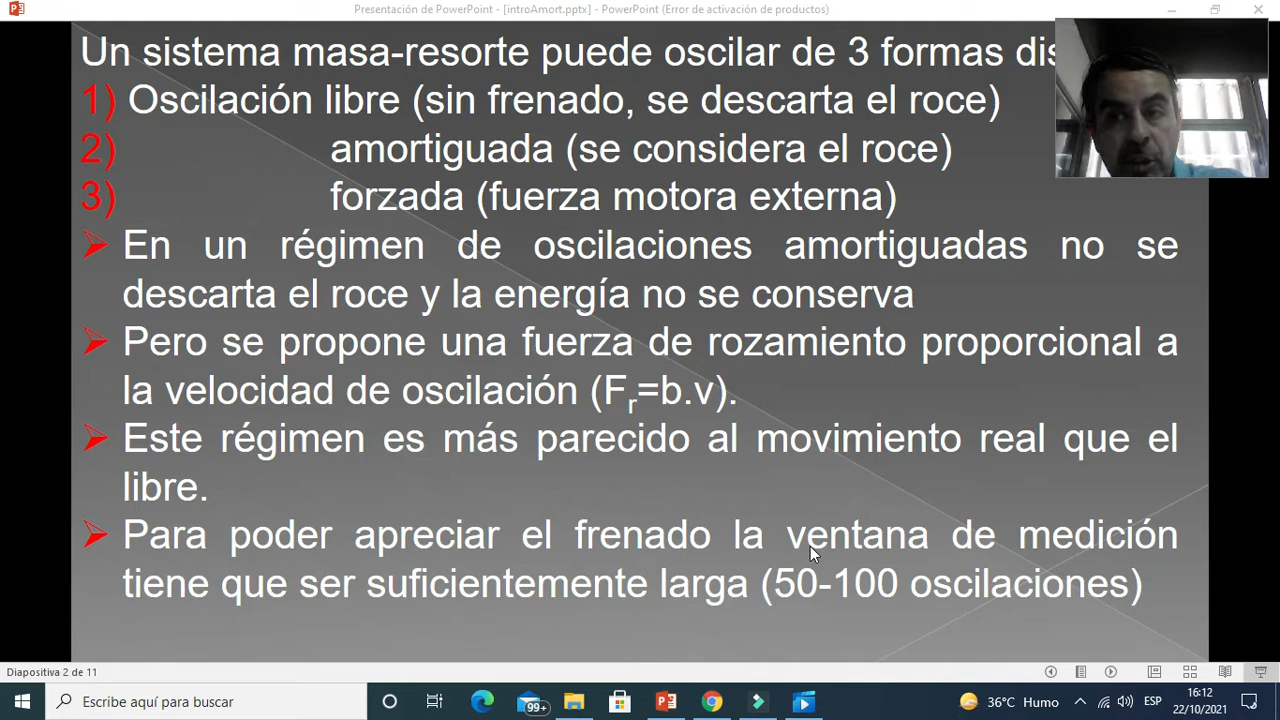 Presentación de PowerPoint - [introAmort.pptx] - PowerPoint (Error de activación de productos)
Un sistema masa-resorte puede oscilar de 3 formas
1) Oscilación libre (sin frenado, se descarta el roce)
2) amortiguada (se considera el roce)
3) forzada (fuerza motora externa)
En un régimen de oscilaciones amortiguadas no se
descarta el roce y la energía no se conserva
Pero se propone una fuerza de rozamiento proporcional a
la velocidad de oscilación (Fr=b.v).
Este régimen es más parecido al movimiento real que el
libre.
Para poder apreciar el frenado la ventana de medición
tiene que ser suficientemente larga (50-100 oscilaciones)
Diapositiva 2 de 11
Escribe aquí para buscar
99+
36°C Humo
ESP
16:12
22/10/2021